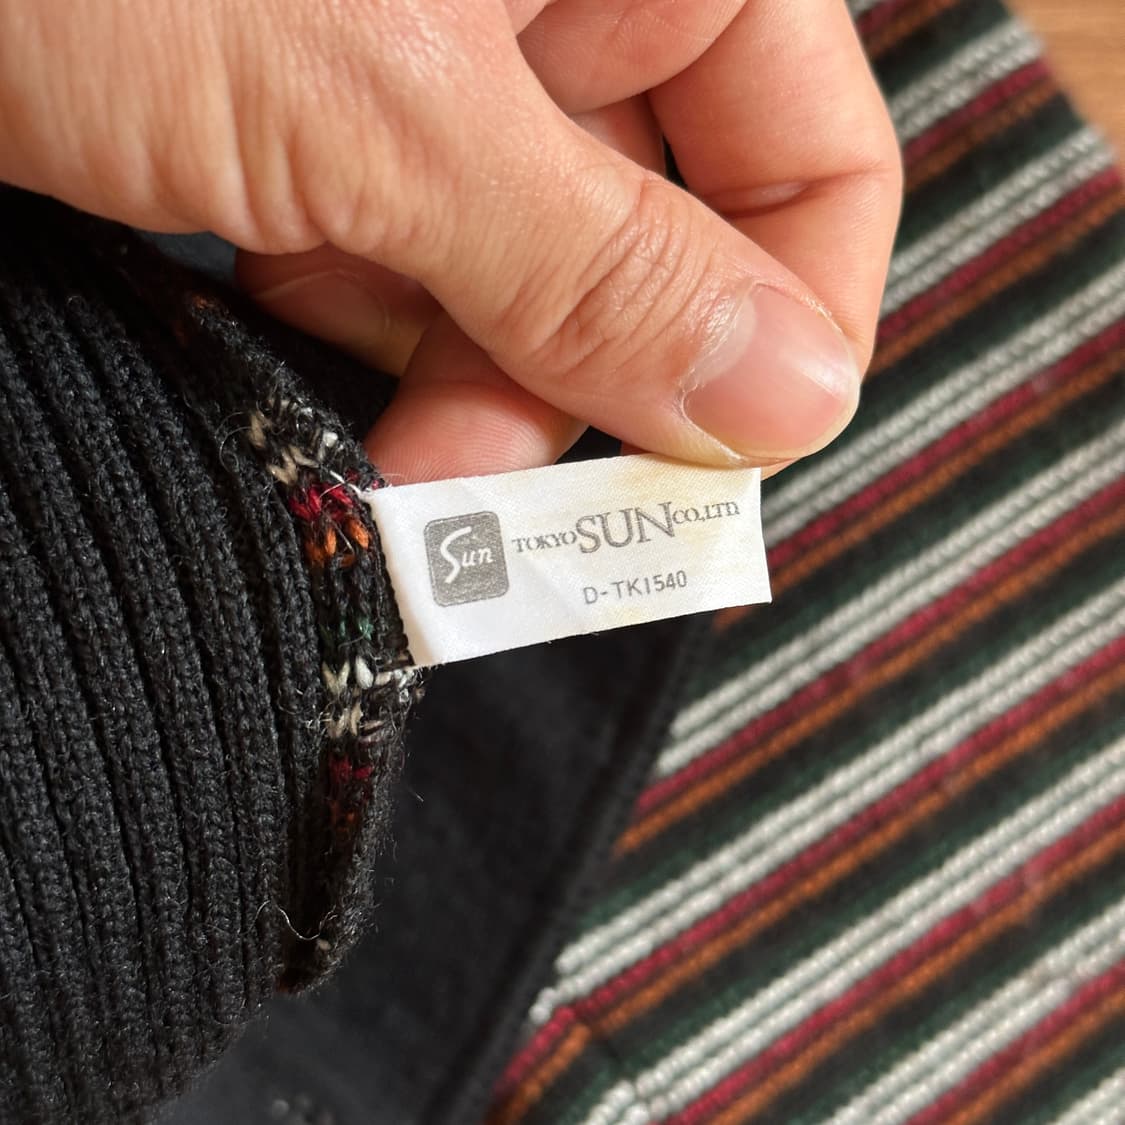 Sun
TOKYO SUN CO.,LTD
D-TK1540